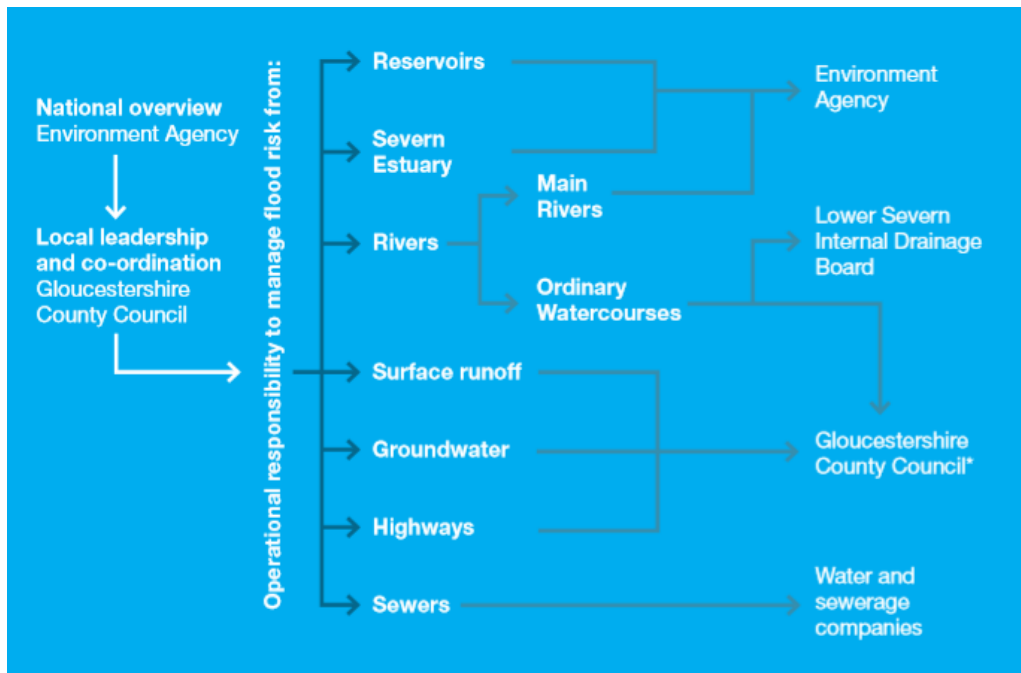 National overview
Environment Agency
Local leadership
and co-ordination
Gloucestershire
County Council
Operational responsibility to manage flood risk from:
Reservoirs
Severn
Estuary
Rivers
Main
Rivers
Ordinary
Watercourses
Surface runoff
Groundwater
Highways
Sewers
Environment
Agency
Lower Severn
Internal Drainage
Board
Gloucestershire
County Council*
Water and
sewerage
companies